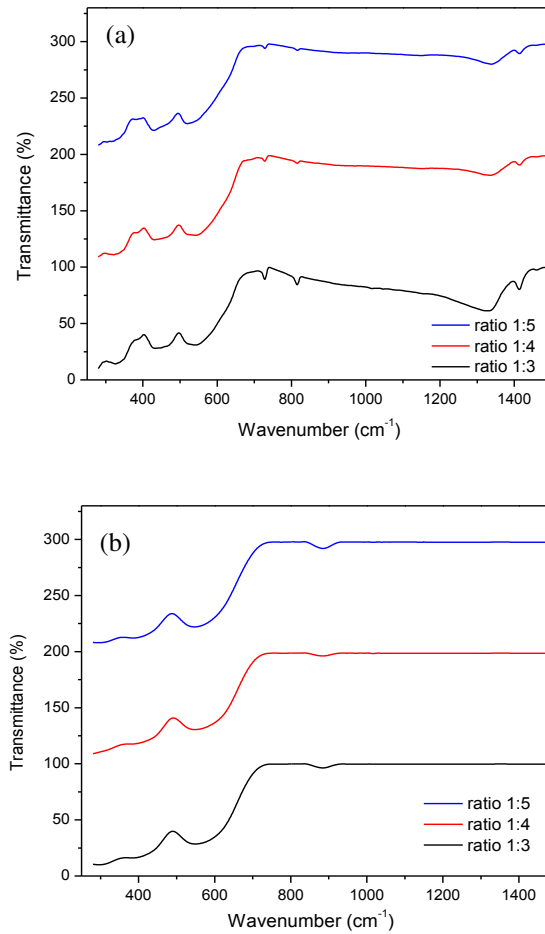 (a)
300
250
200
150
100
50
0
Transmittance (%)
ratio 1:5
ratio 1:4
ratio 1:3
400 600 800 1000 1200 1400
Wavenumber (cm⁻¹)
(b)
300
250
200
150
100
50
0
Transmittance (%)
ratio 1:5
ratio 1:4
ratio 1:3
400 600 800 1000 1200 1400
Wavenumber (cm⁻¹)